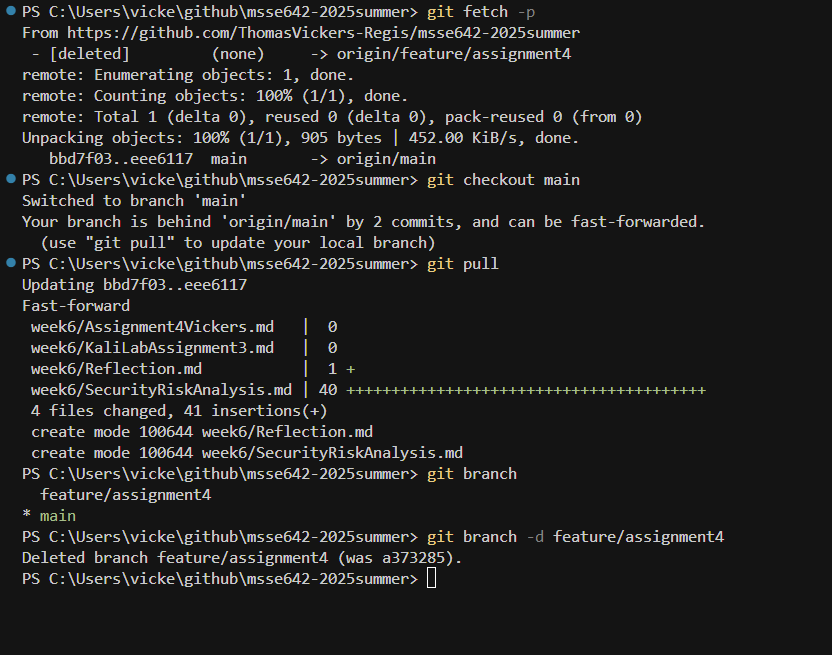 PS C:\Users\vicke\github\msse642-2025summer> git fetch -p
From https://github.com/ThomasVickers-Regis/msse642-2025summer
 - [deleted]         (none)     -> origin/feature/assignment4
remote: Enumerating objects: 1, done.
remote: Counting objects: 100% (1/1), done.
remote: Total 1 (delta 0), reused 0 (delta 0), pack-reused 0 (from 0)
Unpacking objects: 100% (1/1), 905 bytes | 452.00 KiB/s, done.
   bbd7f03..eee6117  main       -> origin/main
PS C:\Users\vicke\github\msse642-2025summer> git checkout main
Switched to branch 'main'
Your branch is behind 'origin/main' by 2 commits, and can be fast-forwarded.
  (use "git pull" to update your local branch)
PS C:\Users\vicke\github\msse642-2025summer> git pull
Updating bbd7f03..eee6117
Fast-forward
 week6/Assignment4Vickers.md   |  0
 week6/KaliLabAssignment3.md   |  0
 week6/Reflection.md           |  1 +
 week6/SecurityRiskAnalysis.md | 40 ++++++++++++++++++++++++++++++++++++++++
 4 files changed, 41 insertions(+)
 create mode 100644 week6/Reflection.md
 create mode 100644 week6/SecurityRiskAnalysis.md
PS C:\Users\vicke\github\msse642-2025summer> git branch
  feature/assignment4
* main
PS C:\Users\vicke\github\msse642-2025summer> git branch -d feature/assignment4
Deleted branch feature/assignment4 (was a373285).
PS C:\Users\vicke\github\msse642-2025summer>